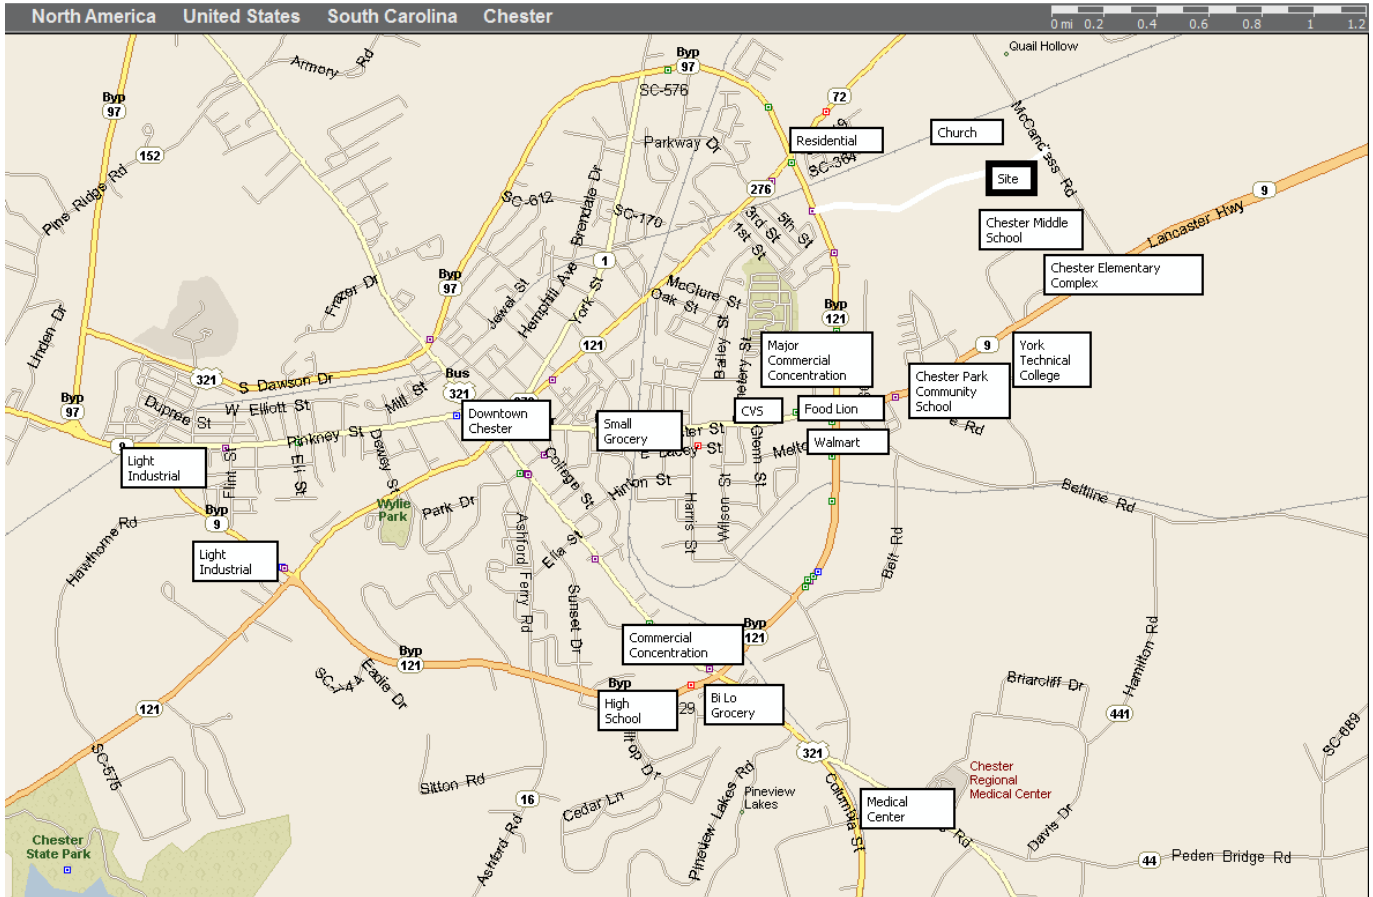 North America United States South Carolina Chester
0 mi 0.2 0.4 0.6 0.8 1 1.2
Quail Hollow
Armory Rd
Byp
97
SC-576
Byp
97
72
McCandless Rd
Church
Residential
Parkway Dr
152
SC-364
Pine Ridge Rd
Site
276
9
SC-612
Brendale Dr
SC-170
3rd St
5th St
1st St
Lancaster Hwy
Chester Middle
School
1
Chester Elementary
Complex
Byp
97
Frazer Dr
Jewel St
Hemphill Ave
York St
McClure St
Oak St
Byp
121
Linden Dr
121
Bailey St
Major
Commercial
Concentration
9
York
Technical
College
321
S Dawson Dr
Bus
321
Chester Park
Community
School
Byp
97
Dupree St
W Elliott St
Mill St
Downtown
Chester
Small
Grocery
CVS
Food Lion
Pinkney St
Walmart
9
Light
Industrial
Flint St
Eli St
Dewey St
College St
E Lacey St
Glenn St
Hinton St
Beltline Rd
Wylie
Park
Park Dr
Harris St
Wilson St
Byp
9
Hawthorne Rd
Light
Industrial
Ashford Ferry Rd
Ella St
Belt Rd
Sunset Dr
Commercial
Concentration
Byp
121
Byp
121
Eagle Dr
Hamilton Rd
Briarcliff Dr
Byp
High
School
29
Bi Lo
Grocery
121
441
SC-689
SC-575
321
Chester
Regional
Medical Center
Sitton Rd
16
Cedar Ln
Pineview Lakes Rd
Pineview
Lakes
Columbia St
Medical
Center
Davis Dr
Chester
State Park
Ashford Rd
44
Peden Bridge Rd